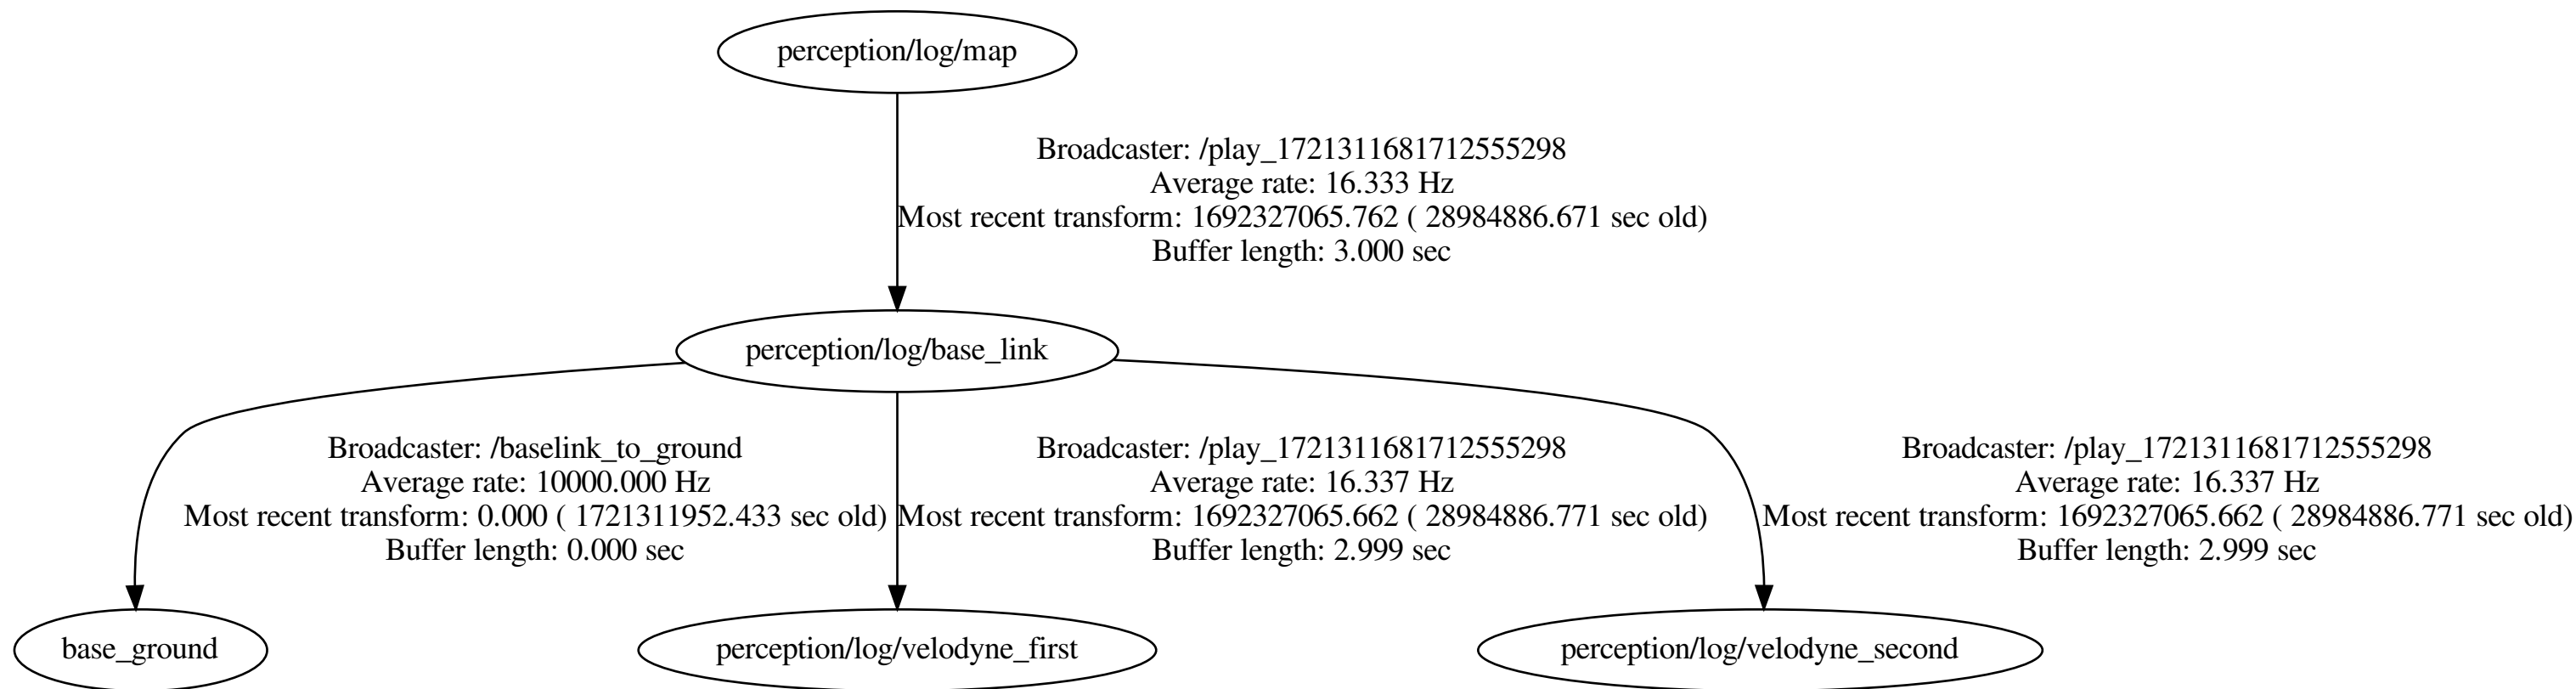 perception/log/map
Broadcaster: /play_1721311681712555298
Average rate: 16.333 Hz
Most recent transform: 1692327065.762 ( 28984886.671 sec old)
Buffer length: 3.000 sec
perception/log/base_link
Broadcaster: /baselink_to_ground
Average rate: 10000.000 Hz
Most recent transform: 0.000 ( 1721311952.433 sec old)
Buffer length: 0.000 sec
Broadcaster: /play_1721311681712555298
Average rate: 16.337 Hz
Most recent transform: 1692327065.662 ( 28984886.771 sec old)
Buffer length: 2.999 sec
Broadcaster: /play_1721311681712555298
Average rate: 16.337 Hz
Most recent transform: 1692327065.662 ( 28984886.771 sec old)
Buffer length: 2.999 sec
base_ground
perception/log/velodyne_first
perception/log/velodyne_second